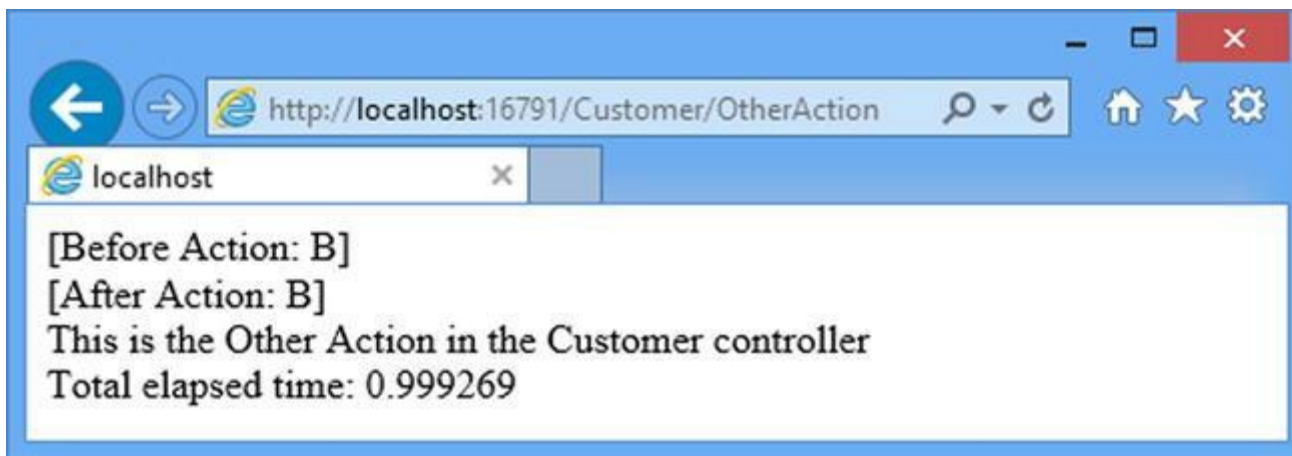 http://localhost:16791/Customer/OtherAction
localhost
[Before Action: B]
[After Action: B]
This is the Other Action in the Customer controller
Total elapsed time: 0.999269